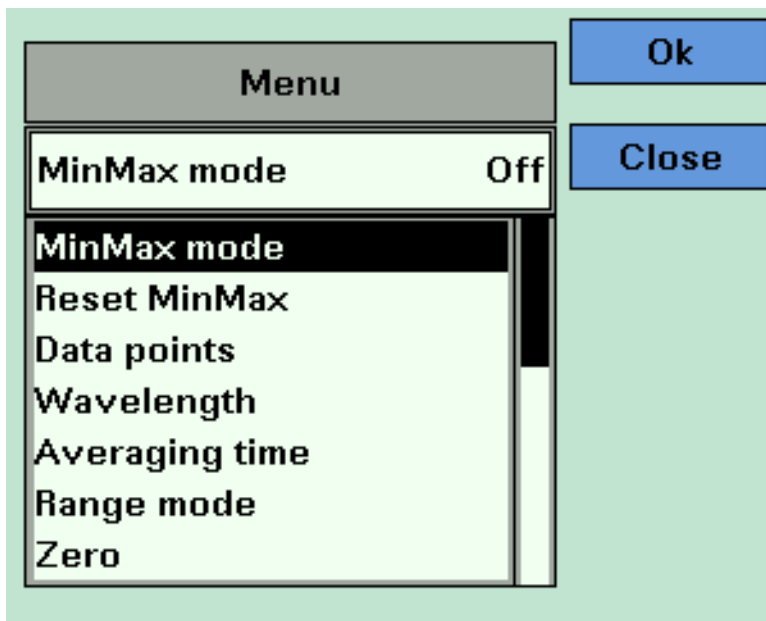 Menu
Ok
MinMax mode Off
Close
MinMax mode
Reset MinMax
Data points
Wavelength
Averaging time
Range mode
Zero